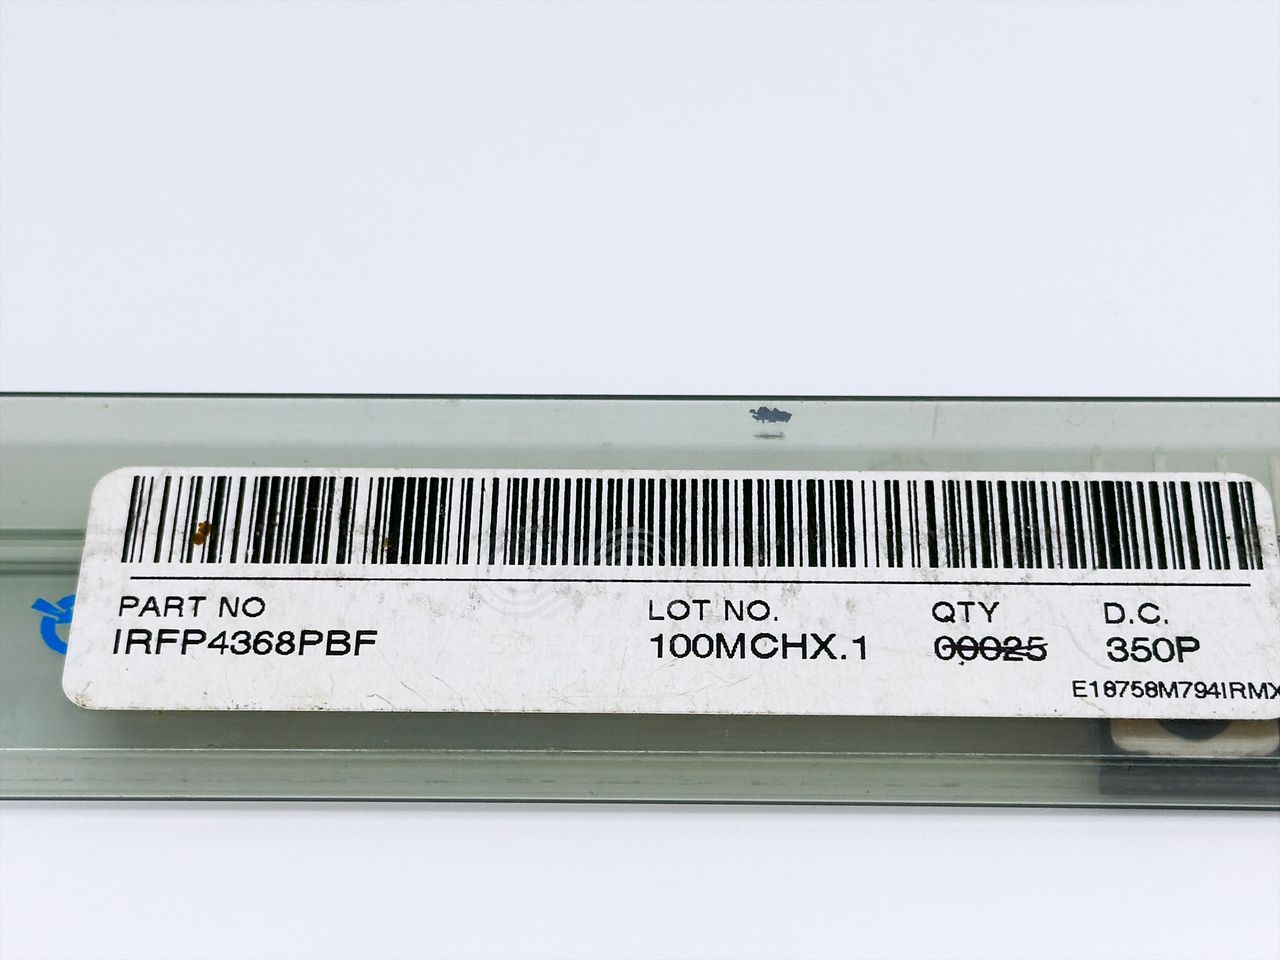 PART NO LOT NO. QTY D.C.
IRFP4368PBF 100MCHX.1 00025 350P
E18758M794IRMX